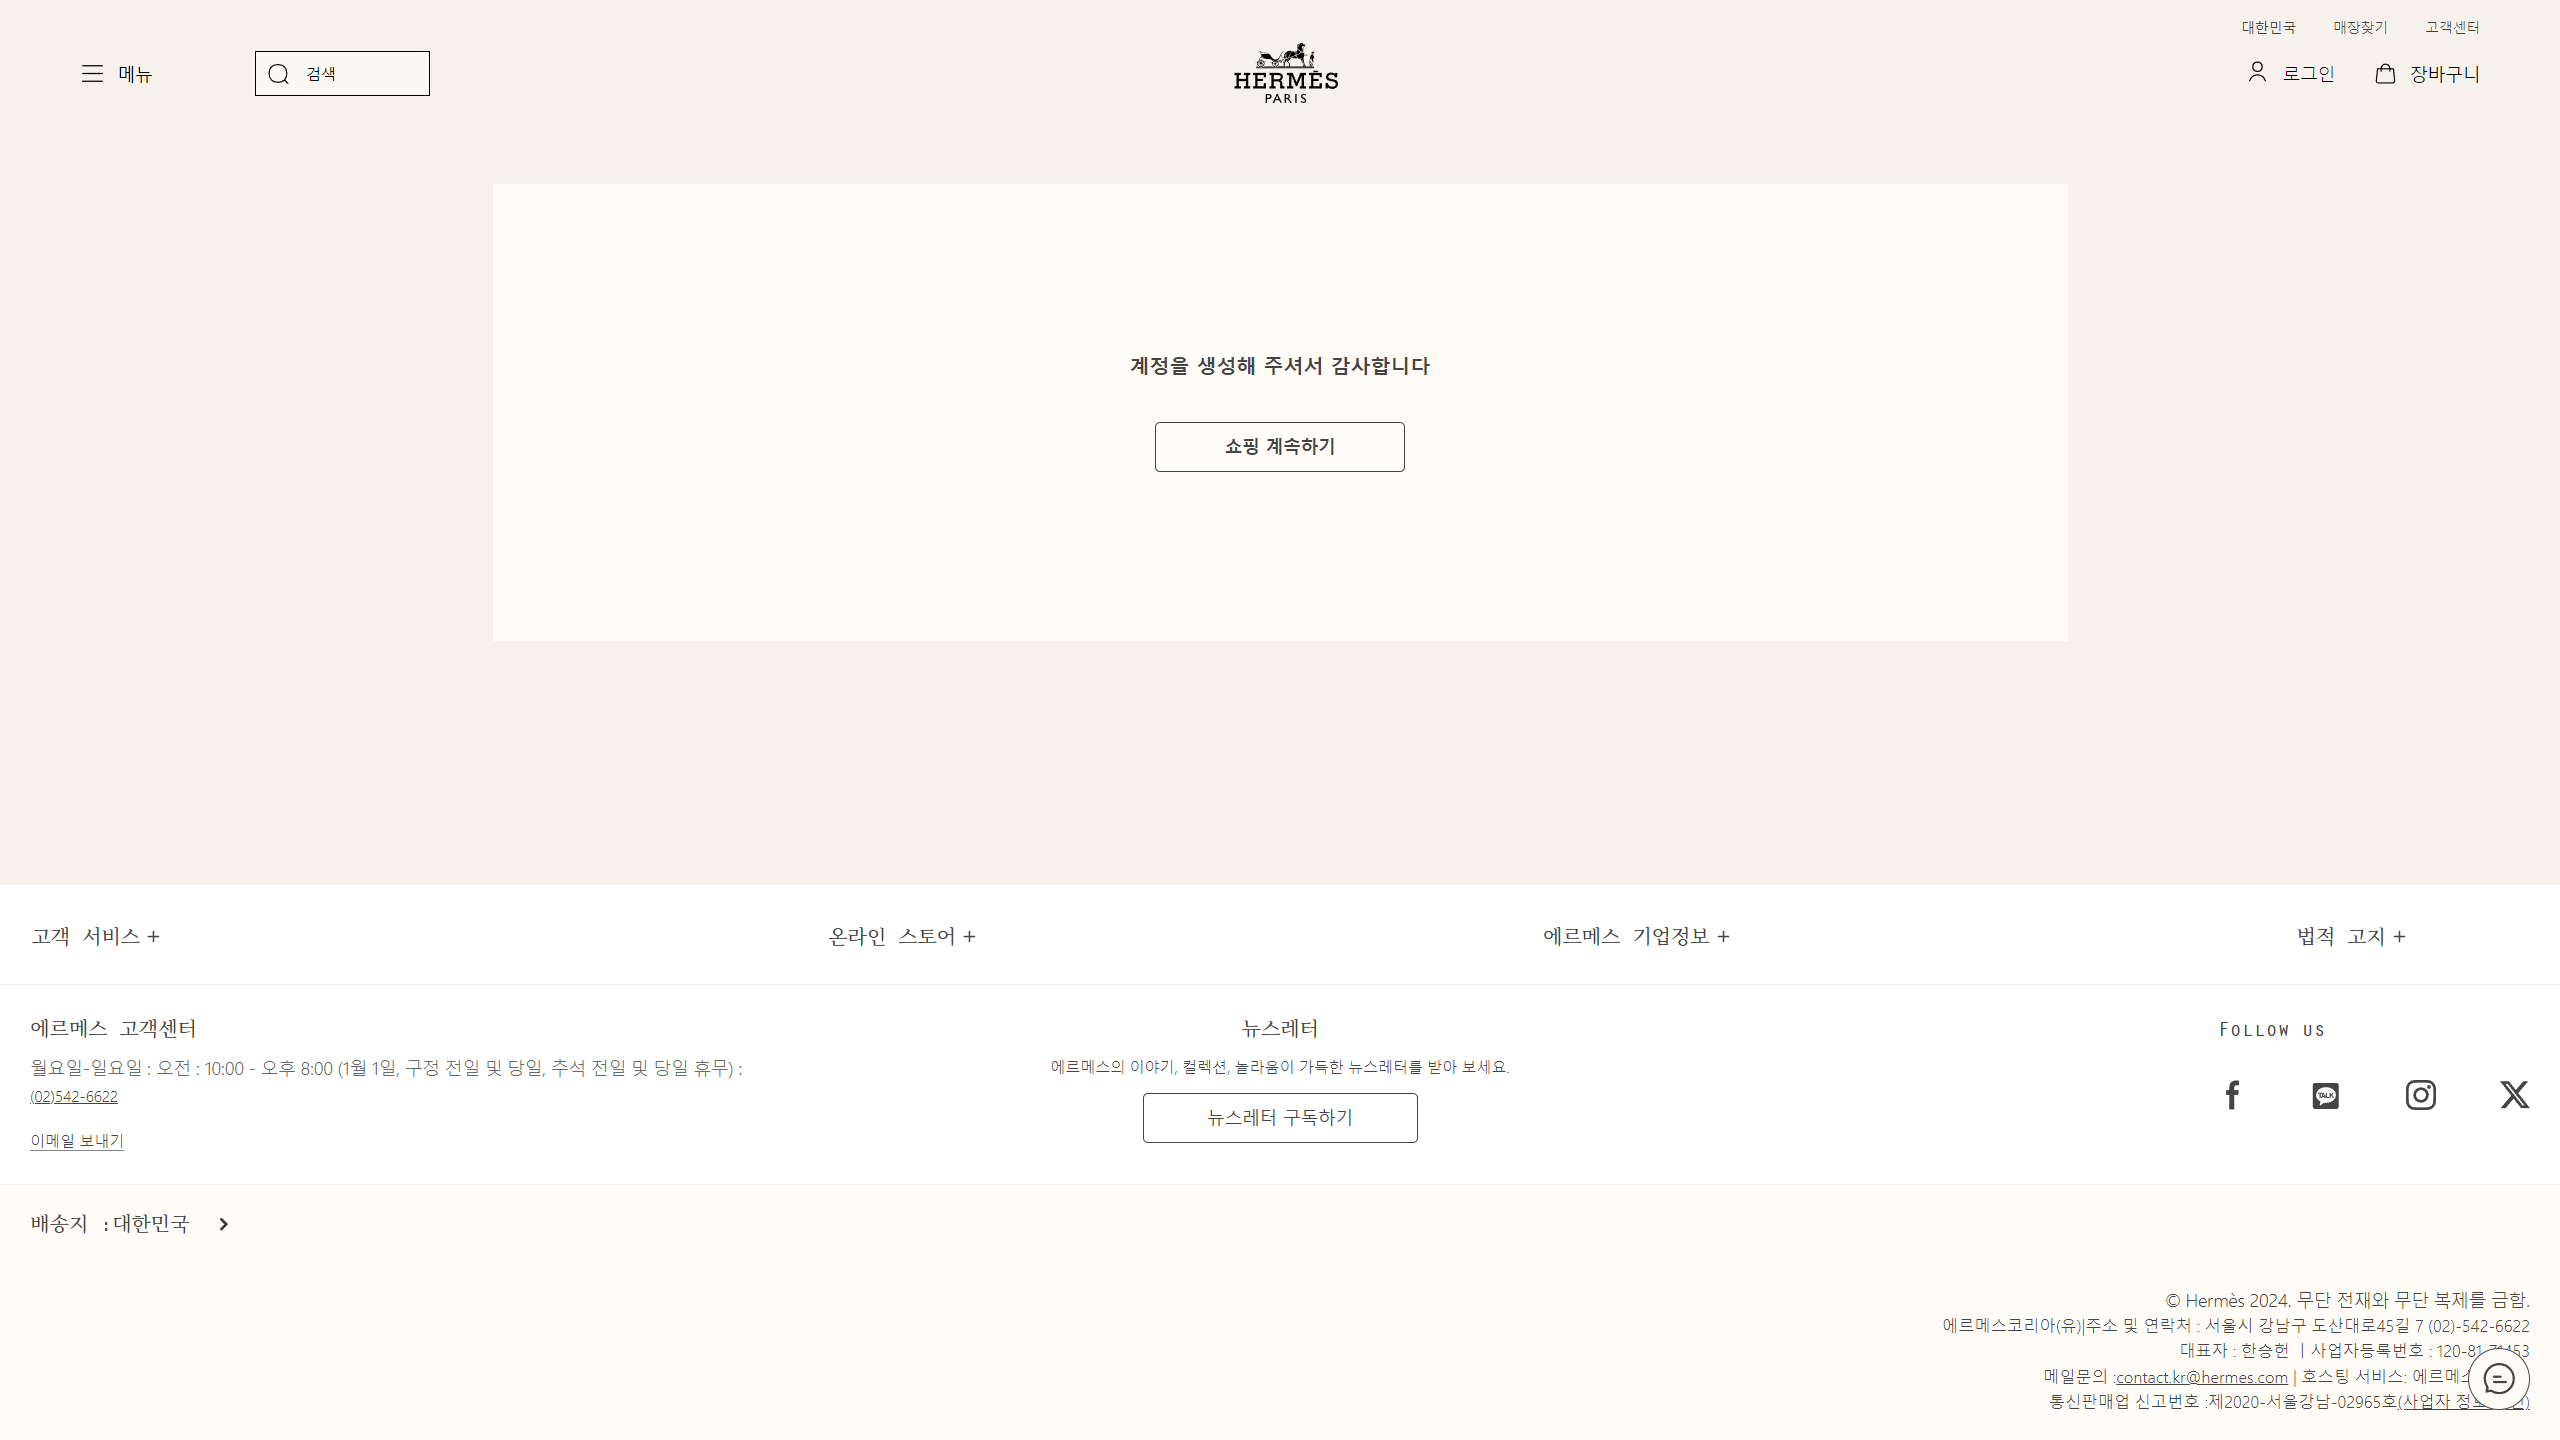 대한민국
매장찾기
고객센터
메뉴
검색
HERMÈS
PARIS
로그인
장바구니
계정을 생성해 주셔서 감사합니다
쇼핑 계속하기
고객 서비스 +
온라인 스토어 +
에르메스 기업정보 +
법적 고지 +
에르메스 고객센터
월요일-일요일 : 오전 : 10:00 - 오후 8:00 (1월 1일, 구정 전일 및 당일, 추석 전일 및 당일 휴무) :
(02)542-6622
이메일 보내기
뉴스레터
에르메스의 이야기, 컬렉션, 놀라움이 가득한 뉴스레터를 받아 보세요.
뉴스레터 구독하기
Follow us
TALK
배송지 : 대한민국
© Hermès 2024. 무단 전재와 무단 복제를 금함.
에르메스코리아(유)|주소 및 연락처 : 서울시 강남구 도산대로45길 7 (02)-542-6622
대표자 : 한승헌 ㅣ사업자등록번호 : 120-81-
메일문의 :contact.kr@hermes.com | 호스팅 서비스: 에르메스
통신판매업 신고번호 :제2020-서울강남-02965호(사업자